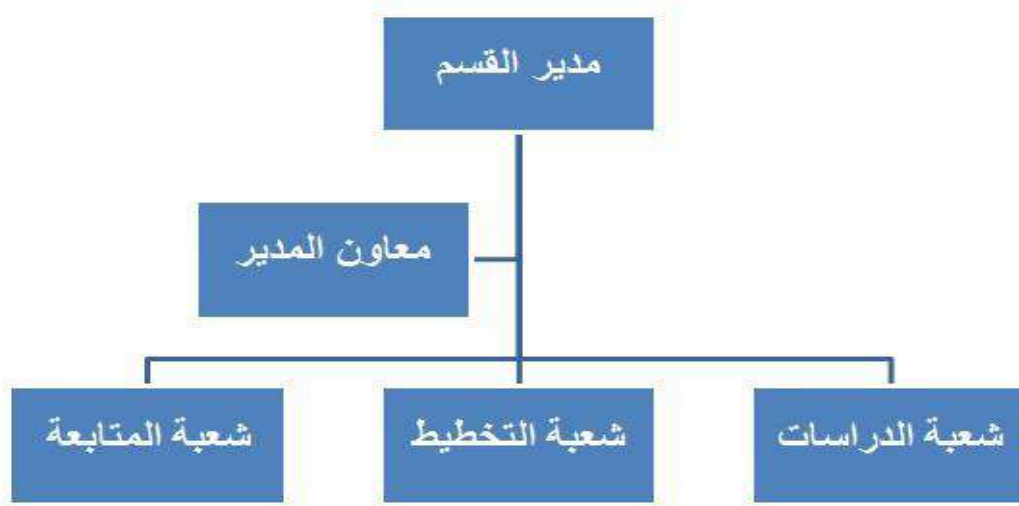 مدير القسم
معاون المدير
شعبة الدراسات
شعبة التخطيط
شعبة المتابعة